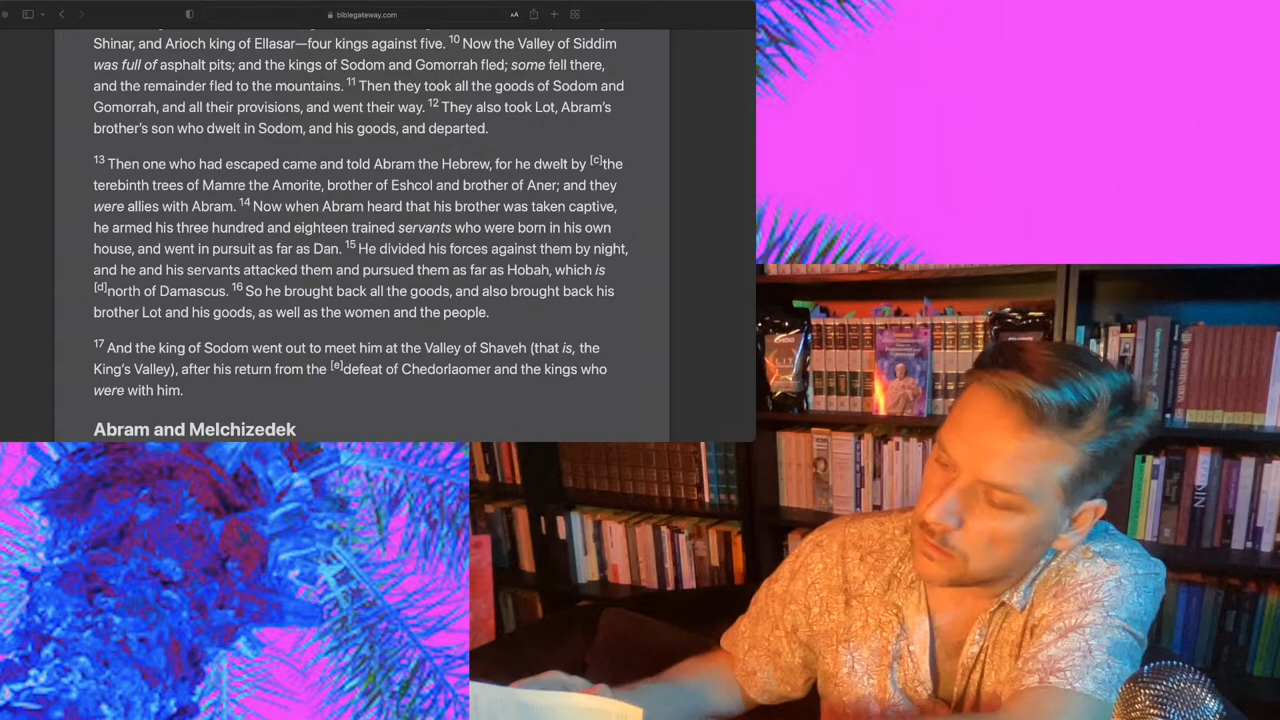 biblegateway.com
Shinar, and Arioch king of Ellasar—four kings against five. 10 Now the Valley of Siddim
was full of asphalt pits; and the kings of Sodom and Gomorrah fled; some fell there,
and the remainder fled to the mountains. 11 Then they took all the goods of Sodom and
Gomorrah, and all their provisions, and went their way. 12 They also took Lot, Abram’s
brother’s son who dwelt in Sodom, and his goods, and departed.
13 Then one who had escaped came and told Abram the Hebrew, for he dwelt by [c]the
terebinth trees of Mamre the Amorite, brother of Eshcol and brother of Aner; and they
were allies with Abram. 14 Now when Abram heard that his brother was taken captive,
he armed his three hundred and eighteen trained servants who were born in his own
house, and went in pursuit as far as Dan. 15 He divided his forces against them by night,
and he and his servants attacked them and pursued them as far as Hobah, which is
[d]north of Damascus. 16 So he brought back all the goods, and also brought back his
brother Lot and his goods, as well as the women and the people.
17 And the king of Sodom went out to meet him at the Valley of Shaveh (that is, the
King’s Valley), after his return from the [e]defeat of Chedorlaomer and the kings who
were with him.
Abram and Melchizedek